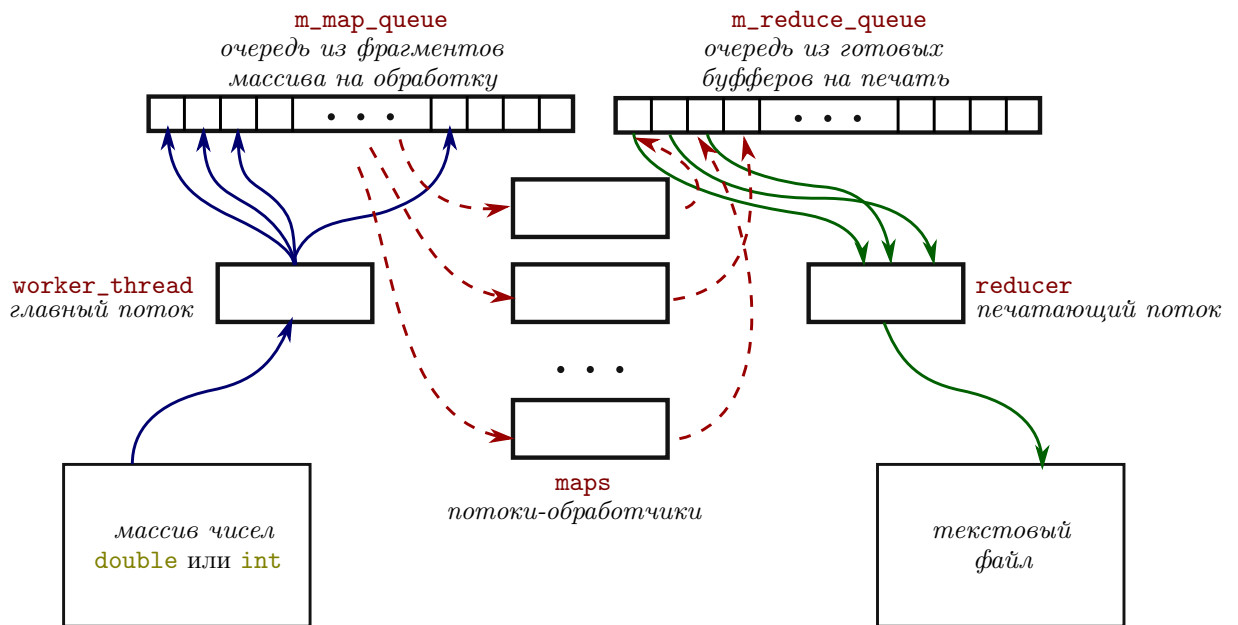 m_map_queue
очередь из фрагментов
массива на обработку
m_reduce_queue
очередь из готовых
буфферов на печать
worker_thread
главный поток
reducer
печатающий поток
maps
потоки-обработчики
массив чисел
double или int
текстовый
файл